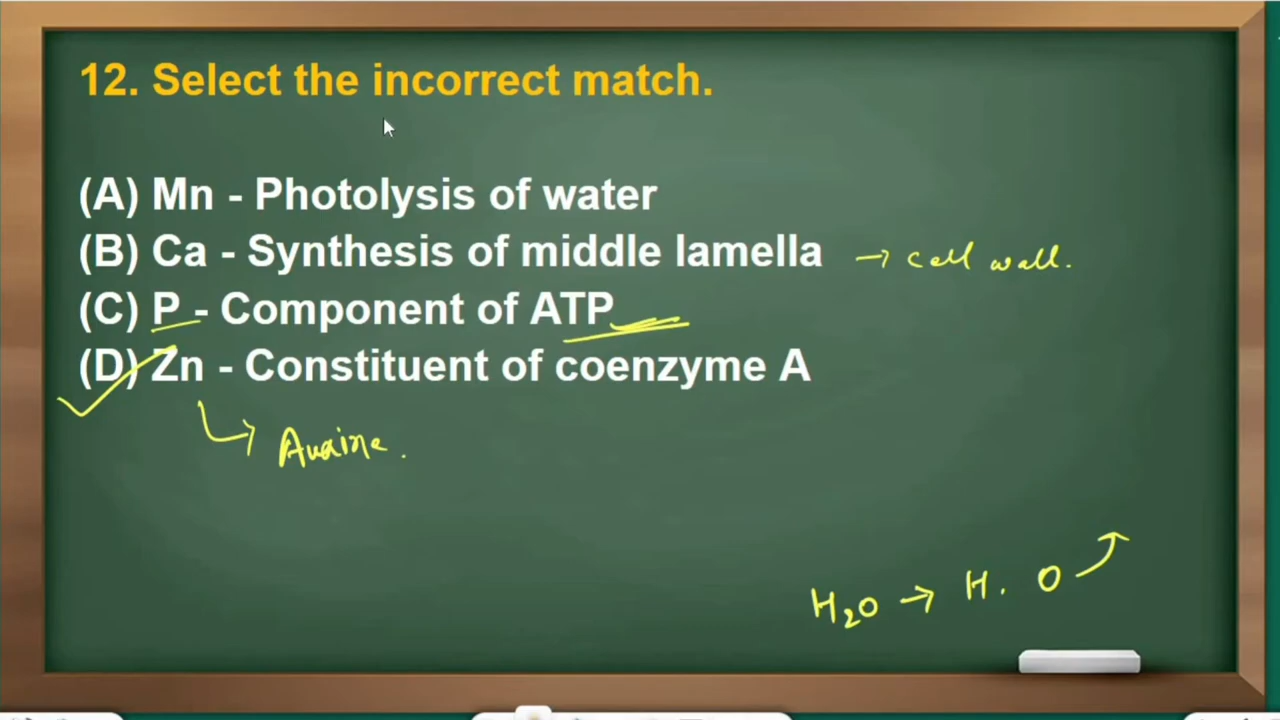 12. Select the incorrect match.
(A) Mn - Photolysis of water
(B) Ca - Synthesis of middle lamella → cell wall.
(C) P - Component of ATP
(D) Zn - Constituent of coenzyme A
H₂O → H. O